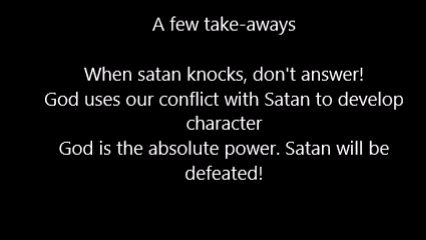 A few take-aways
When satan knocks, don't answer!
God uses our conflict with Satan to develop
character
God is the absolute power. Satan will be
defeated!